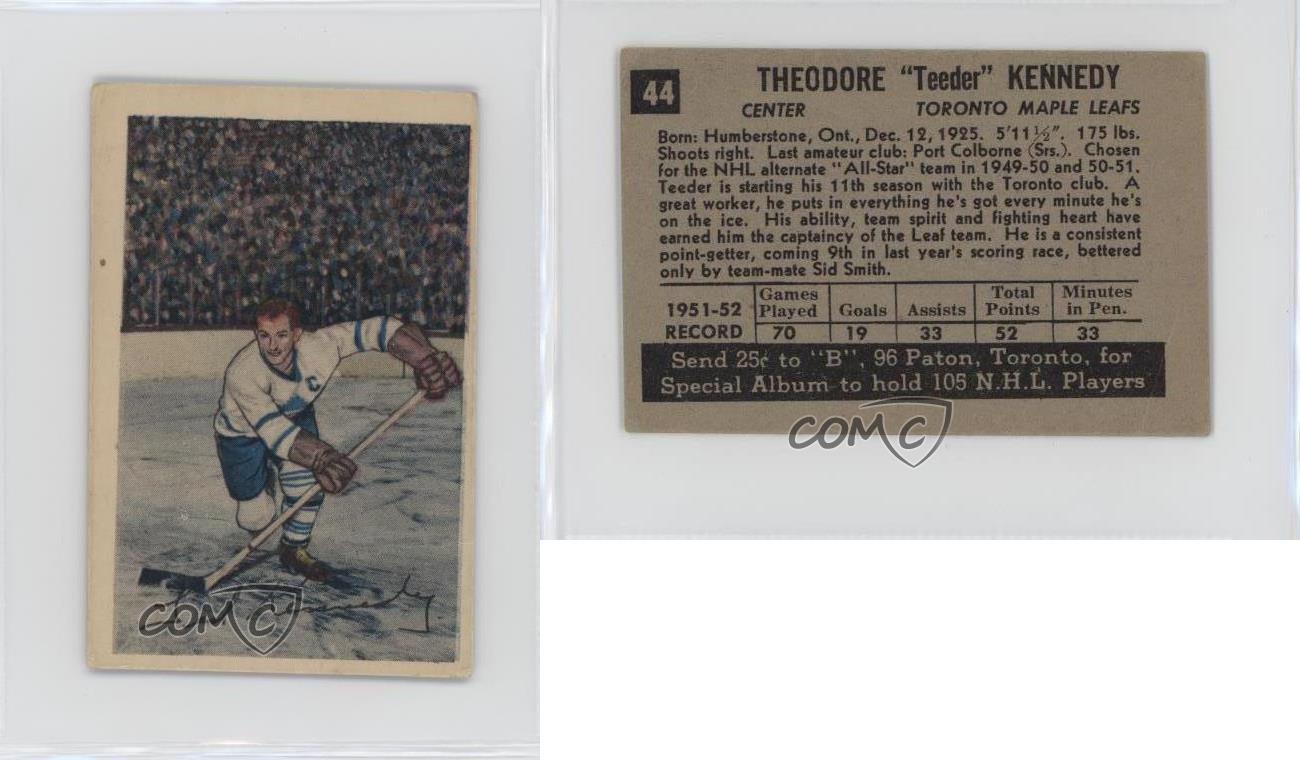 C
Kennedy
COMC
44
THEODORE "Teeder" KENNEDY
CENTER TORONTO MAPLE LEAFS
Born: Humberstone, Ont., Dec. 12, 1925. 5'11½". 175 lbs.
Shoots right. Last amateur club: Port Colborne (Srs.). Chosen
for the NHL alternate "All-Star" team in 1949-50 and 50-51.
Teeder is starting his 11th season with the Toronto club. A
great worker, he puts in everything he's got every minute he's
on the ice. His ability, team spirit and fighting heart have
earned him the captaincy of the Leaf team. He is a consistent
point-getter, coming 9th in last year's scoring race, bettered
only by team-mate Sid Smith.
1951-52 RECORD
Games Played Goals Assists Total Points Minutes in Pen.
70 19 33 52 33
Send 25¢ to "B", 96 Paton, Toronto, for
Special Album to hold 105 N.H.L. Players
COMC